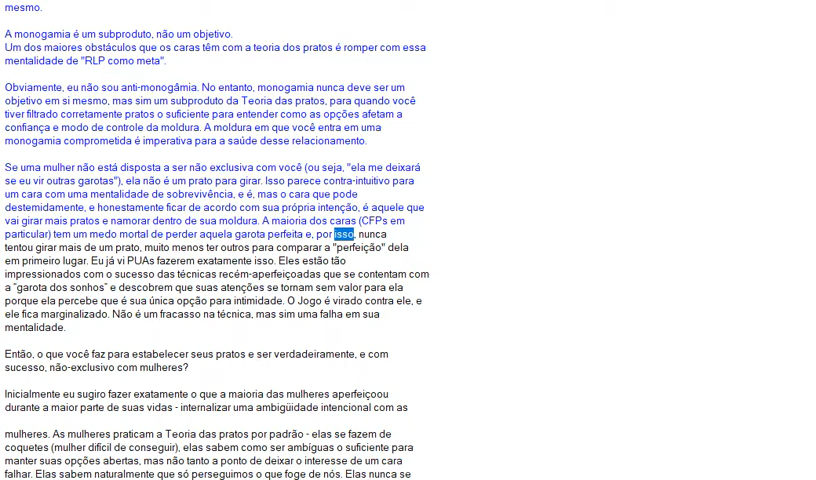 mesmo.
A monogamia é um subproduto, não um objetivo.
Um dos maiores obstáculos que os caras têm com a teoria dos pratos é romper com essa
mentalidade de "RLP como meta".
Obviamente, eu não sou anti-monogâmia. No entanto, monogamia nunca deve ser um
objetivo em si mesmo, mas sim um subproduto da Teoria das pratos, para quando você
tiver filtrado corretamente pratos o suficiente para entender como as opções afetam a
confiança e modo de controle da moldura. A moldura em que você entra em uma
monogamia comprometida é imperativa para a saúde desse relacionamento.
Se uma mulher não está disposta a ser não exclusiva com você (ou seja, "ela me deixará
se eu vir outras garotas"), ela não é um prato para girar. Isso parece contra-intuitivo para
um cara com uma mentalidade de sobrevivência, e é, mas o cara que pode
destemidamente, e honestamente ficar de acordo com sua própria intenção, é aquele que
vai girar mais pratos e namorar dentro de sua moldura. A maioria dos caras (CFPs em
particular) tem um medo mortal de perder aquela garota perfeita e, por isso, nunca
tentou girar mais de um prato, muito menos ter outros para comparar a "perfeição" dela
em primeiro lugar. Eu já vi PUAs fazerem exatamente isso. Eles estão tão
impressionados com o sucesso das técnicas recém-aperfeiçoadas que se contentam com
a "garota dos sonhos" e descobrem que suas atenções se tornam sem valor para ela
porque ela percebe que é sua única opção para intimidade. O Jogo é virado contra ele, e
ele fica marginalizado. Não é um fracasso na técnica, mas sim uma falha em sua
mentalidade.
Então, o que você faz para estabelecer seus pratos e ser verdadeiramente, e com
sucesso, não-exclusivo com mulheres?
Inicialmente eu sugiro fazer exatamente o que a maioria das mulheres aperfeiçoou
durante a maior parte de suas vidas - internalizar uma ambigüidade intencional com as
mulheres. As mulheres praticam a Teoria das pratos por padrão - elas se fazem de
coquetes (mulher difícil de conseguir), elas sabem como ser ambíguas o suficiente para
manter suas opções abertas, mas não tanto a ponto de deixar o interesse de um cara
falhar. Elas sabem naturalmente que só perseguimos o que foge de nós. Elas nunca se